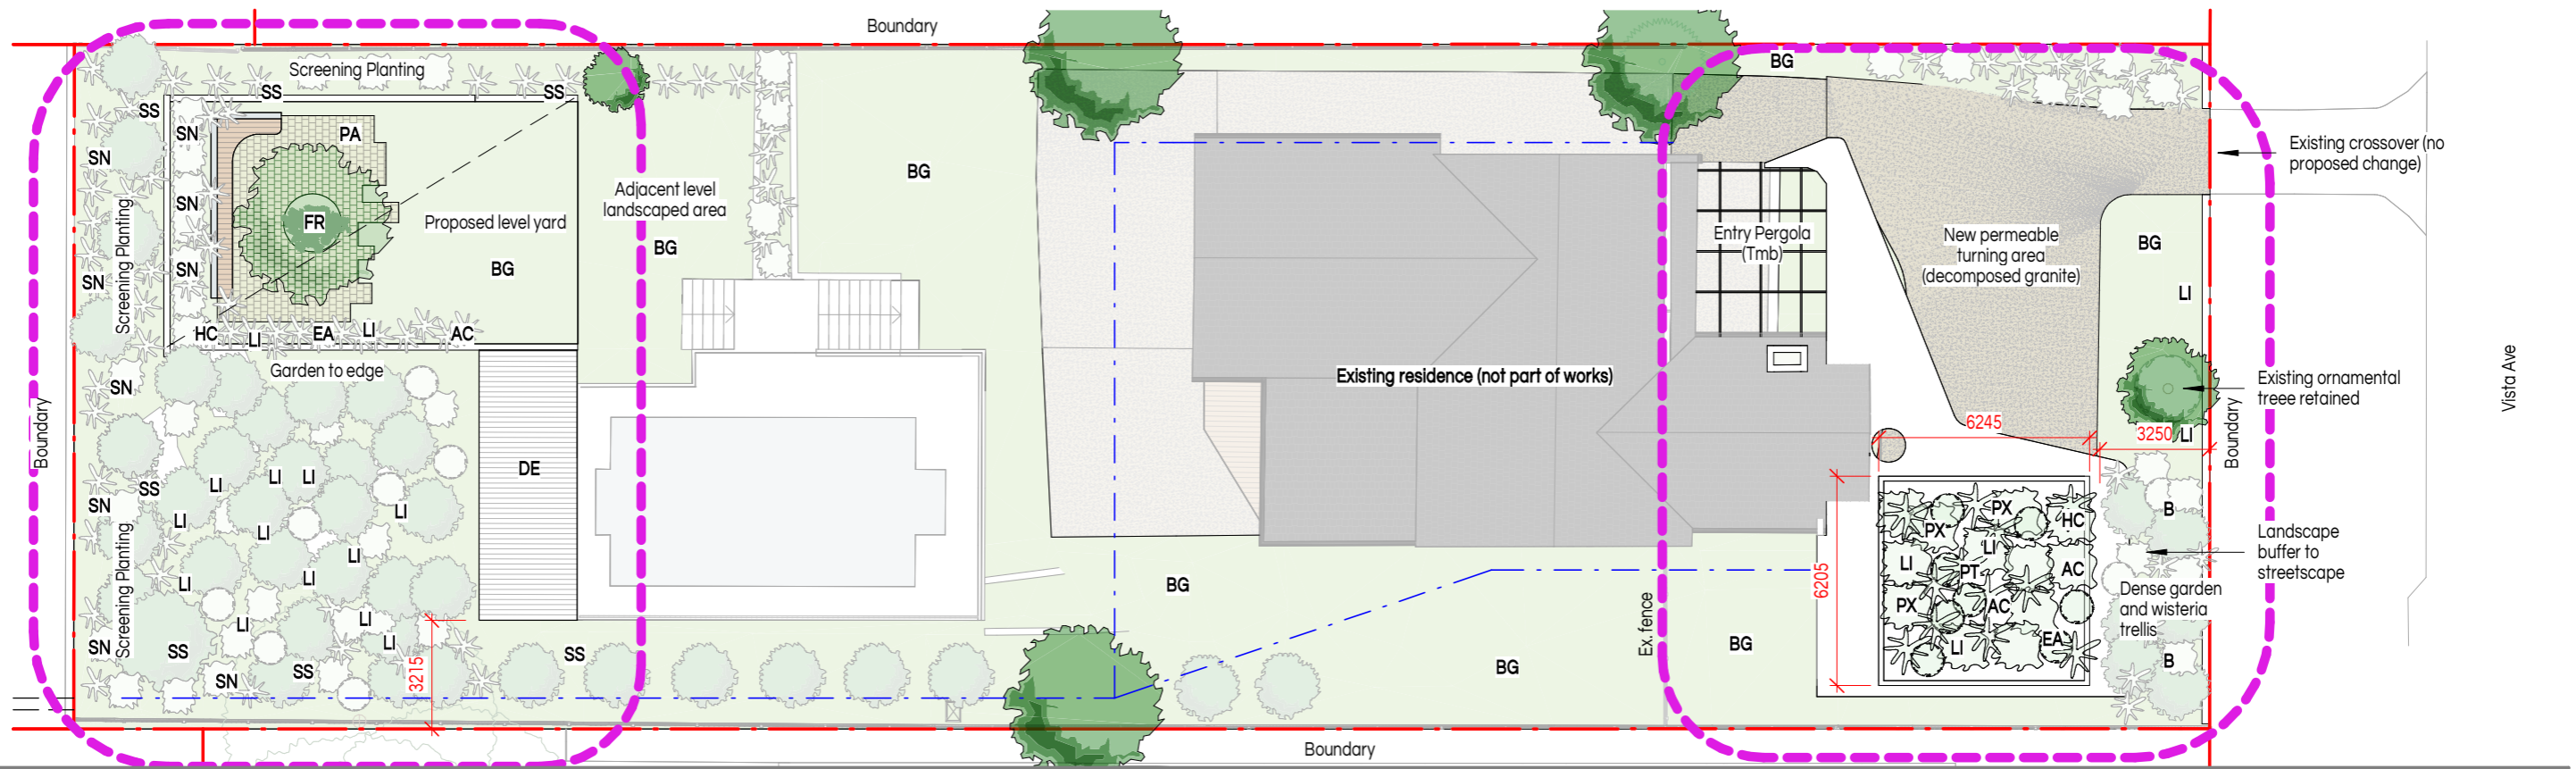 Boundary
Screening Planting
BG
SS
SS
SS
SN
PA
SN
SN
FR
Proposed level yard
SN
BG
SN
Screening Planting
HC
LI
EA
LI
AC
Adjacent level
landscaped area
BG
BG
Existing crossover (no
proposed change)
Entry Pergola
(Tmb)
New permeable
turning area
(decomposed granite)
BG
LI
Garden to edge
SN
Existing residence (not part of works)
Existing ornamental
treee retained
Vista Ave
Boundary
Boundary
6245
3250
LI
DE
SS
LI
LI
LI
SN
LI
LI
LI
LI
LI
LI
Screening Planting
LI
LI
LI
SN
SS
SN
SS
SS
3215
BG
BG
BG
Ex. fence
6205
PX
PX
HC
LI
LI
PT
AC
PX
AC
EA
LI
B
Landscape
buffer to
streetscape
Dense garden
and wisteria
trellis
B
Boundary